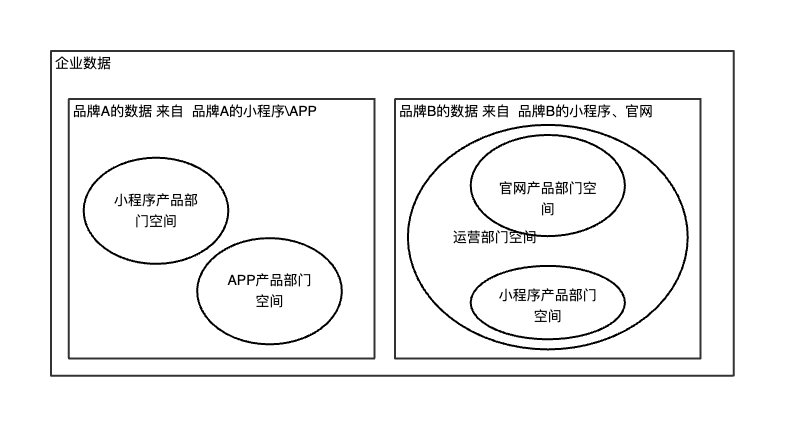 企业数据
品牌A的数据 来自 品牌A的小程序\APP
小程序产品部
门空间
APP产品部门
空间
品牌B的数据 来自 品牌B的小程序、官网
官网产品部门空
间
运营部门空间
小程序产品部门
空间